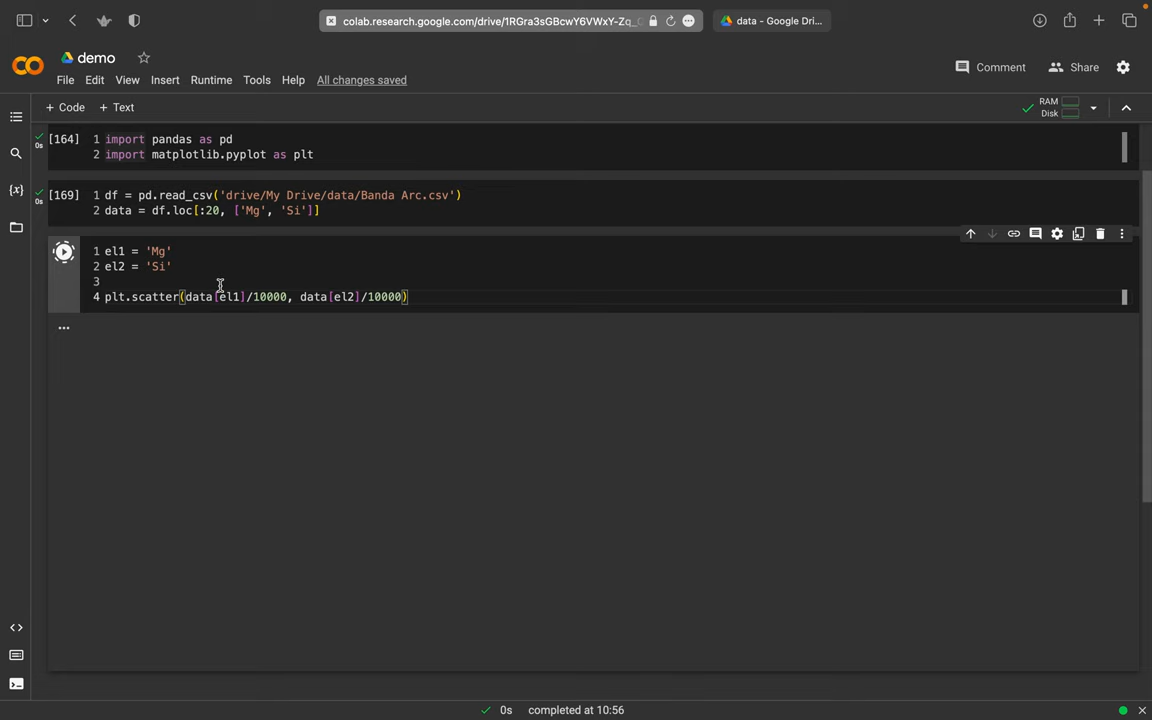 colab.research.google.com/drive/1RGra3sGBcwY6VWxY-Zq_
data - Google Dri...
demo
File Edit View Insert Runtime Tools Help All changes saved
Comment
Share
+ Code + Text
RAM
Disk
[164]
0s
1 import pandas as pd
2 import matplotlib.pyplot as plt
[169]
0s
1 df = pd.read_csv('drive/My Drive/data/Banda Arc.csv')
2 data = df.loc[:20, ['Mg', 'Si']]
1 el1 = 'Mg'
2 el2 = 'Si'
3
4 plt.scatter(data[el1]/10000, data[el2]/10000)
...
0s completed at 10:56